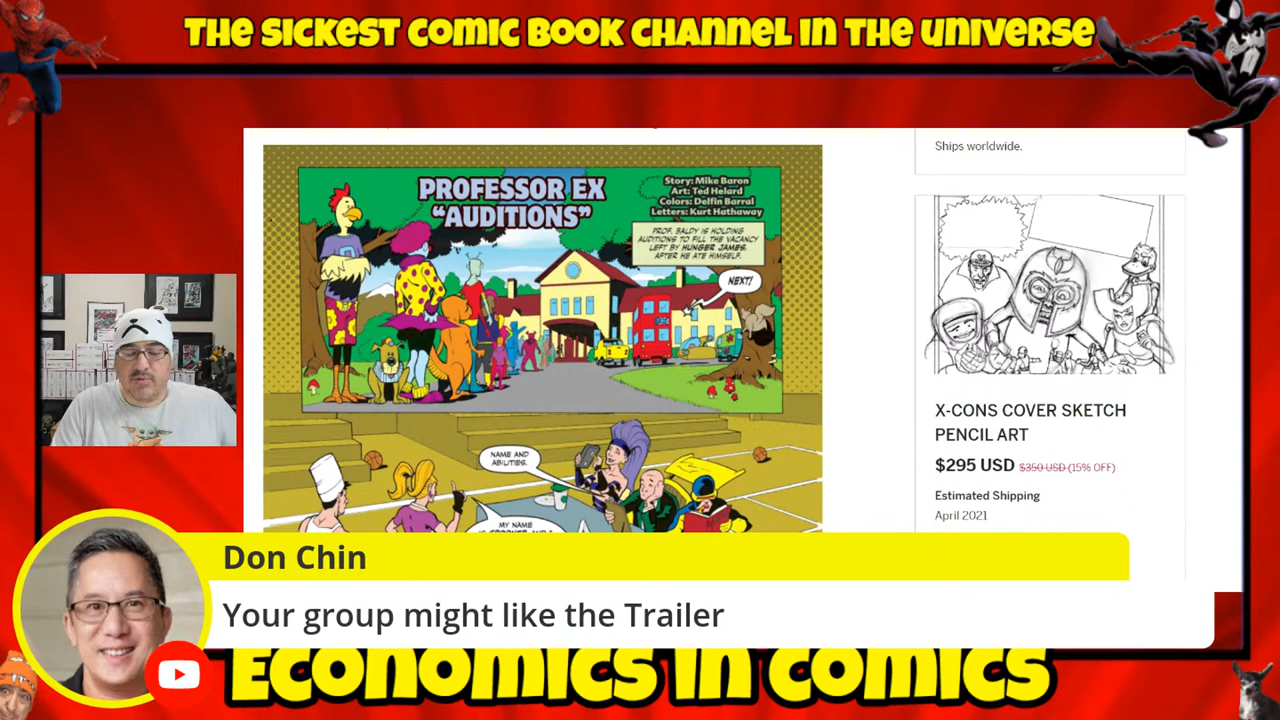 THE SICKEST COMIC BOOK CHANNEL IN THE UNIVERSE
Ships worldwide.
PROFESSOR EX
"AUDITIONS"
Story: Mike Baron
Art: Ted Helard
Colors: Delfin Barral
Letters: Kurt Hathaway
PROF. BALDY IS HOLDING
AUDITIONS TO FILL THE VACANCY
LEFT BY HUNGER JAMES.
AFTER HE ATE HIMSELF.
NEXT!
X-CONS COVER SKETCH
PENCIL ART
$295 USD $350 USD (15% OFF)
Estimated Shipping
April 2021
NAME AND
ABILITIES.
MY NAME
Don Chin
Your group might like the Trailer
ECONOMICS IN COMICS